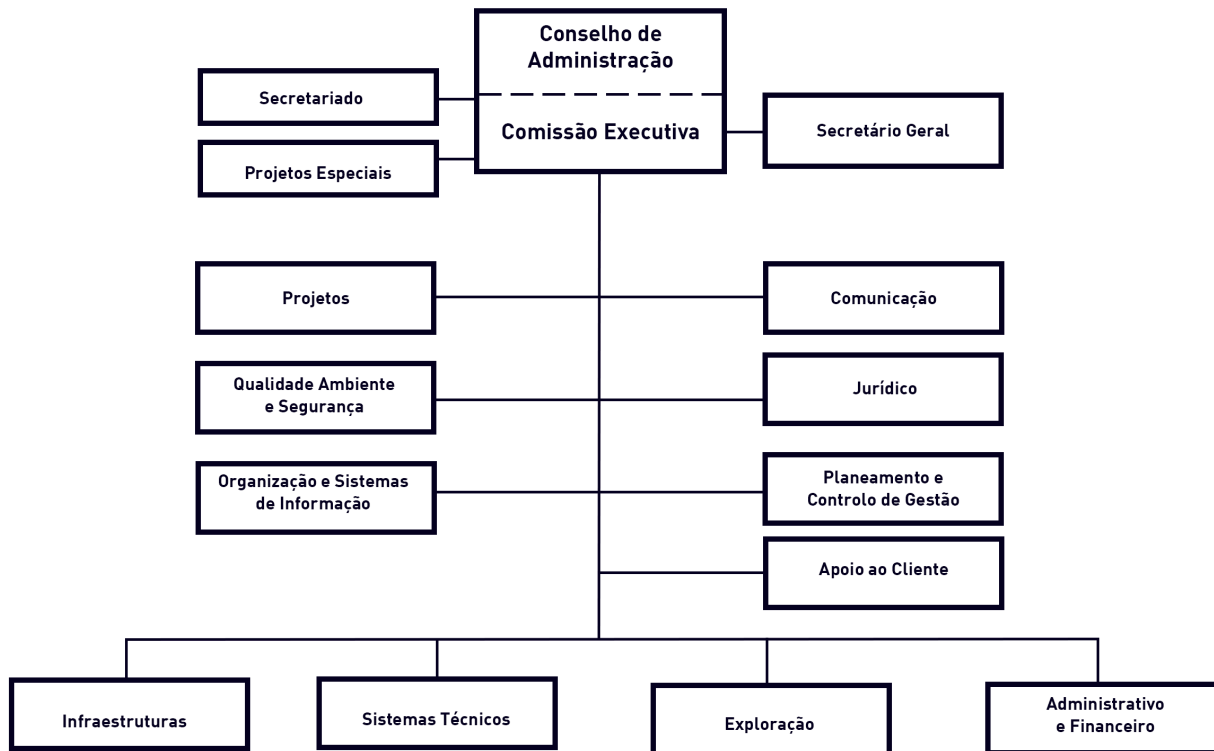 Conselho de
Administração
Comissão Executiva
Secretariado
Secretário Geral
Projetos Especiais
Projetos
Comunicação
Qualidade Ambiente
e Segurança
Jurídico
Organização e Sistemas
de Informação
Planeamento e
Controlo de Gestão
Apoio ao Cliente
Infraestruturas
Sistemas Técnicos
Exploração
Administrativo
e Financeiro